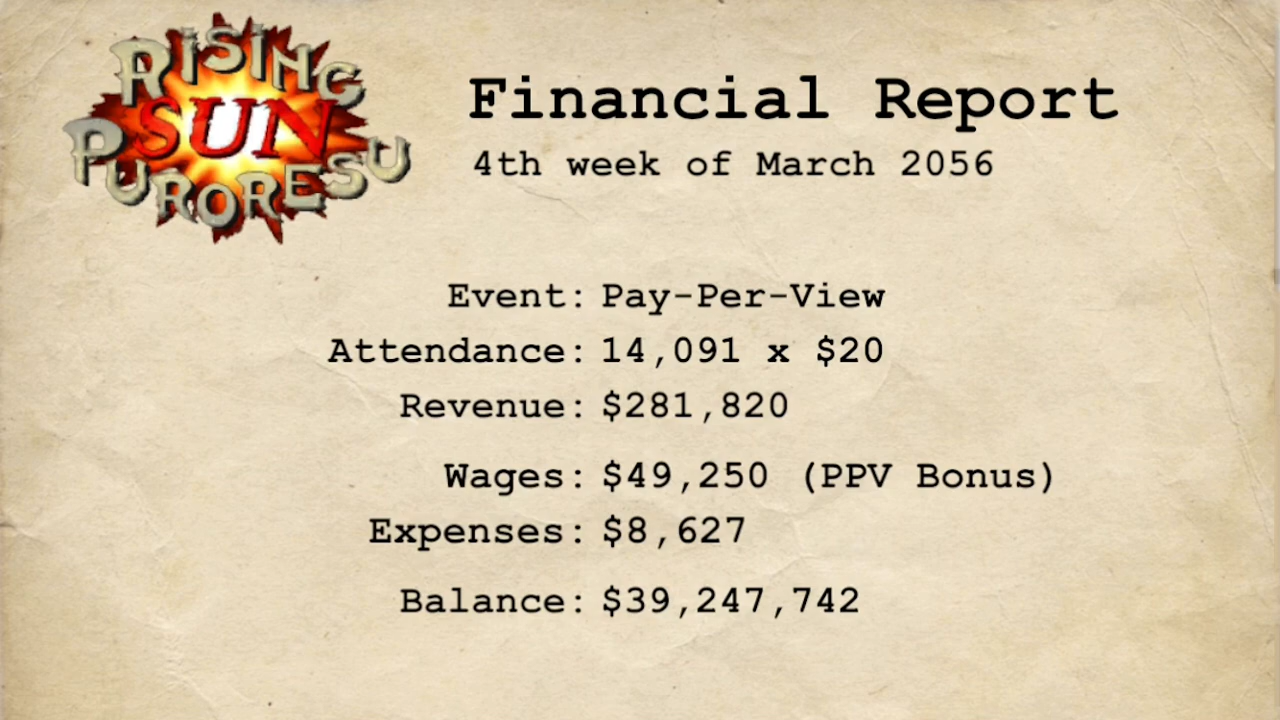 RISING
SUN
PURORESU
Financial Report
4th week of March 2056
Event: Pay-Per-View
Attendance: 14,091 x $20
Revenue: $281,820
Wages: $49,250 (PPV Bonus)
Expenses: $8,627
Balance: $39,247,742